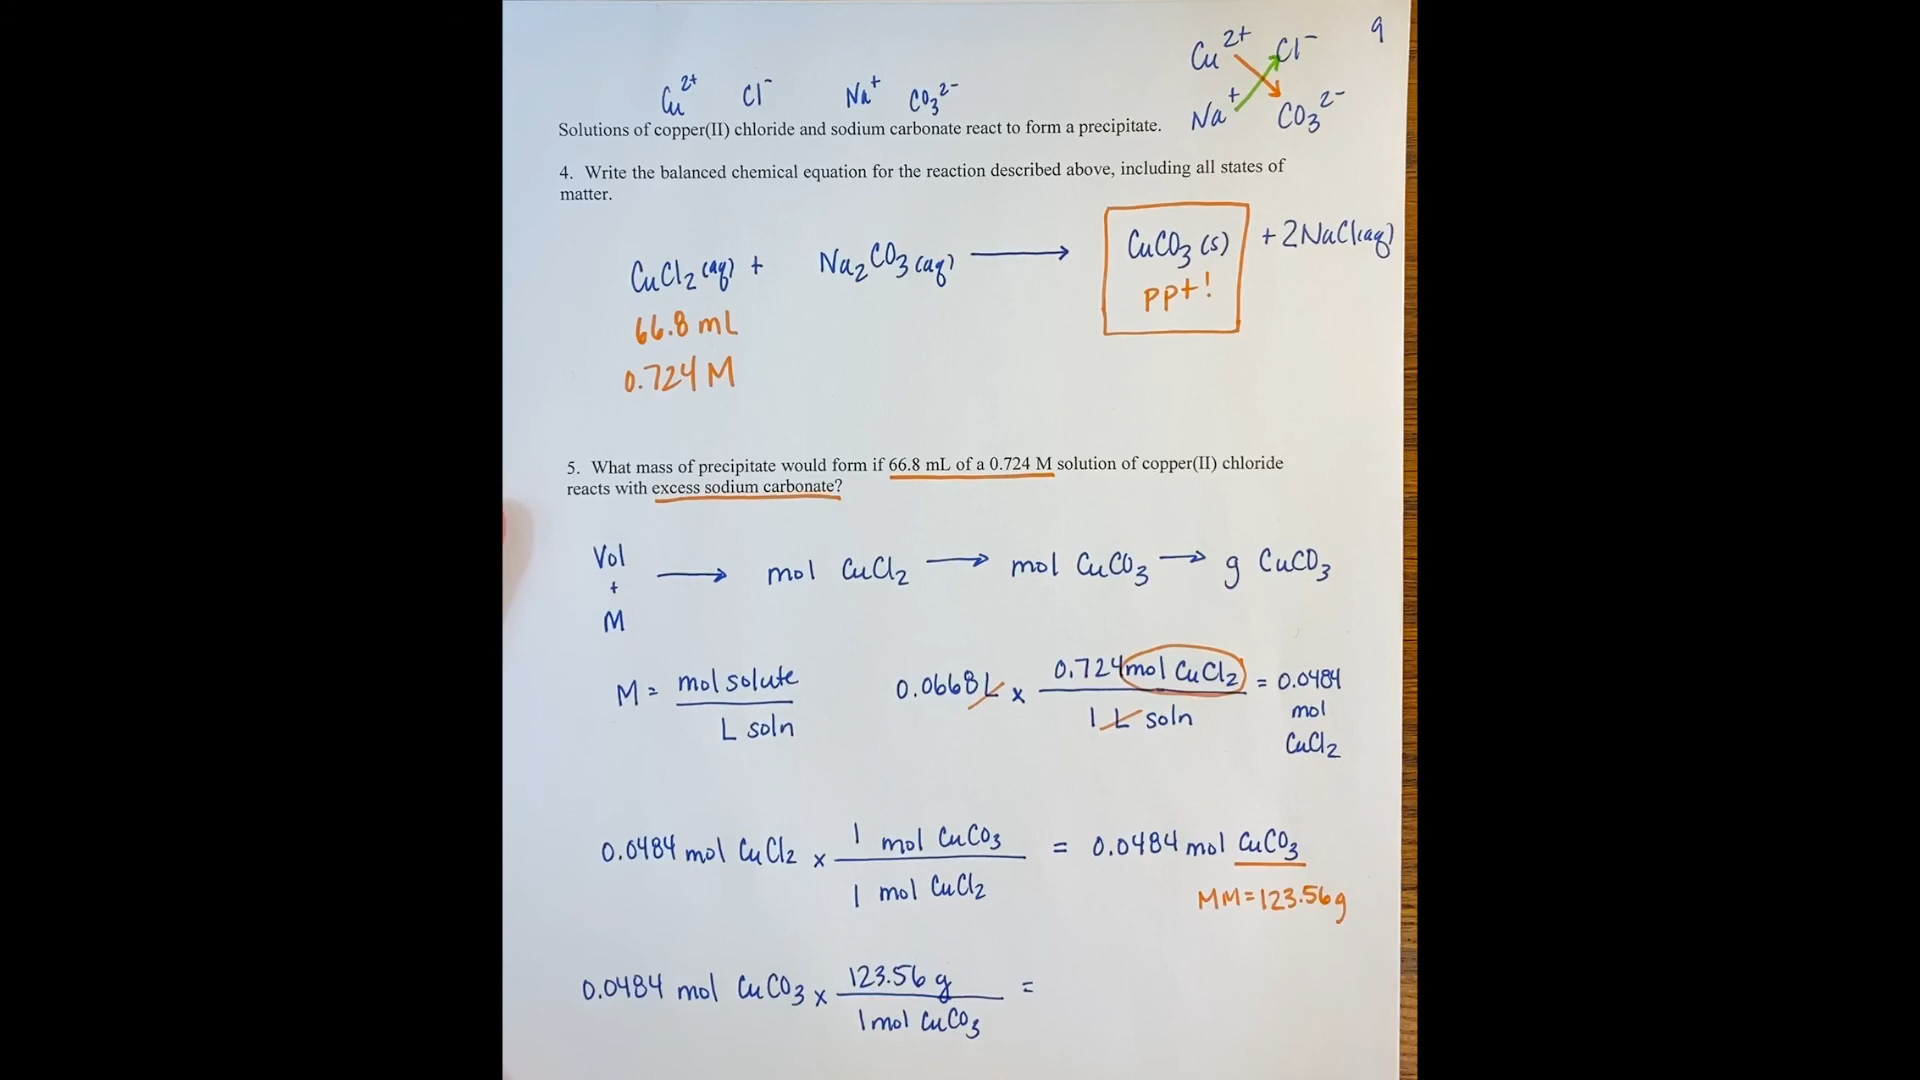 9
Cu²⁺ Cl⁻
Na⁺ CO₃²⁻
Cu²⁺ Cl⁻ Na⁺ CO₃²⁻
Solutions of copper(II) chloride and sodium carbonate react to form a precipitate.
4. Write the balanced chemical equation for the reaction described above, including all states of
matter.
CuCl₂(aq) + Na₂CO₃(aq) → CuCO₃(s) + 2NaCl(aq)
ppt!
66.8 mL
0.724 M
5. What mass of precipitate would form if 66.8 mL of a 0.724 M solution of copper(II) chloride
reacts with excess sodium carbonate?
Vol
+
M
→ mol CuCl₂ → mol CuCO₃ → g CuCO₃
M = mol solute / L soln
0.0668 L x 0.724 mol CuCl₂ / 1 L soln = 0.0484
mol
CuCl₂
0.0484 mol CuCl₂ x 1 mol CuCO₃ / 1 mol CuCl₂ = 0.0484 mol CuCO₃
MM=123.56g
0.0484 mol CuCO₃ x 123.56 g / 1 mol CuCO₃ =